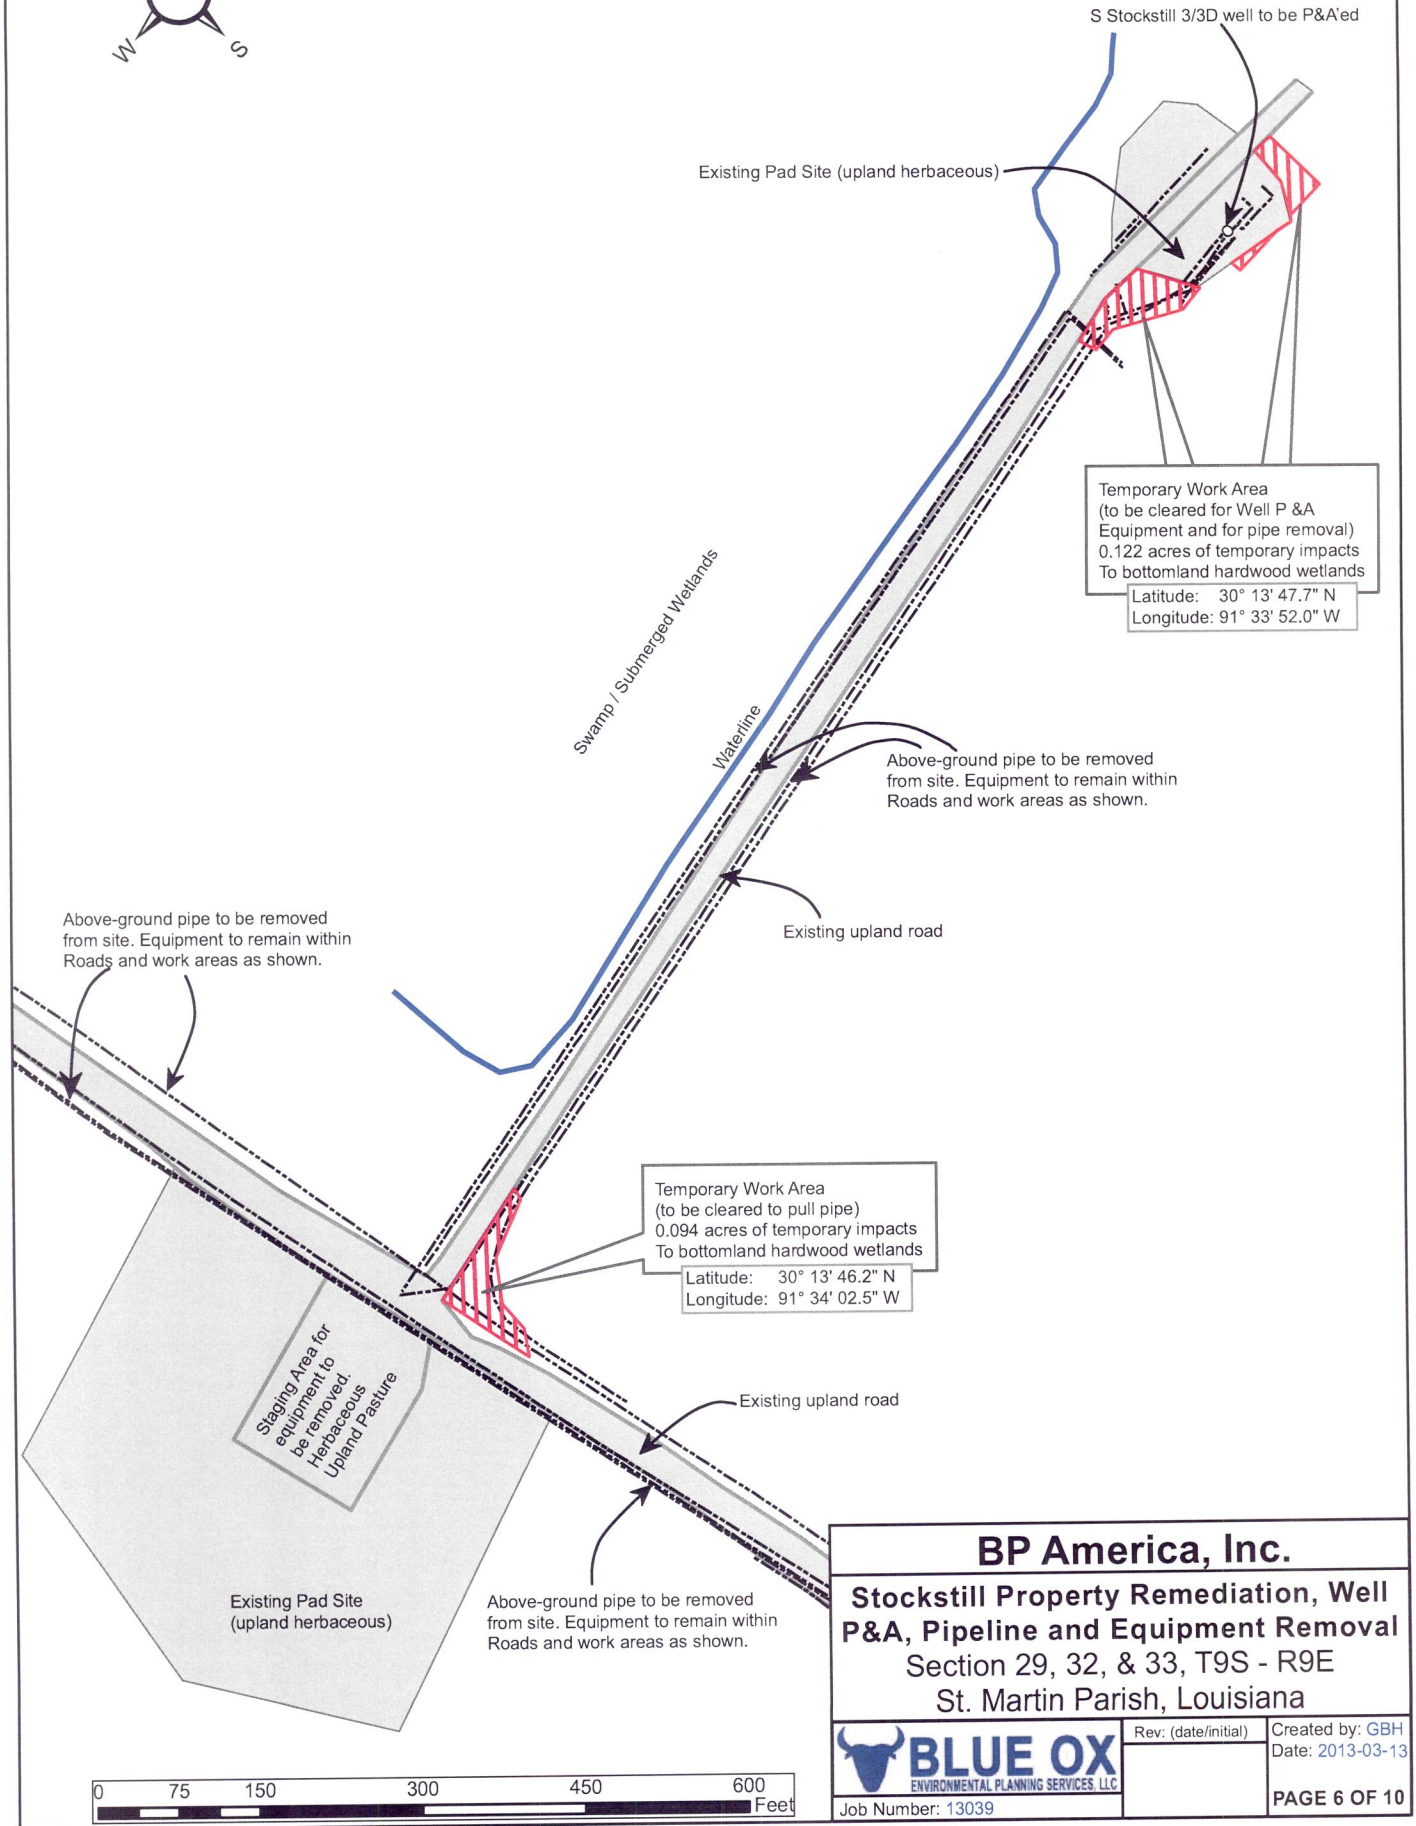 W
S
S Stockstill 3/3D well to be P&A'ed
Existing Pad Site (upland herbaceous)
Temporary Work Area
(to be cleared for Well P &A
Equipment and for pipe removal)
0.122 acres of temporary impacts
To bottomland hardwood wetlands
Latitude: 30° 13' 47.7" N
Longitude: 91° 33' 52.0" W
Swamp / Submerged Wetlands
Waterline
Above-ground pipe to be removed
from site. Equipment to remain within
Roads and work areas as shown.
Existing upland road
Above-ground pipe to be removed
from site. Equipment to remain within
Roads and work areas as shown.
Temporary Work Area
(to be cleared to pull pipe)
0.094 acres of temporary impacts
To bottomland hardwood wetlands
Latitude: 30° 13' 46.2" N
Longitude: 91° 34' 02.5" W
Staging Area for
equipment to
be removed.
Herbaceous
Upland Pasture
Existing upland road
Existing Pad Site
(upland herbaceous)
Above-ground pipe to be removed
from site. Equipment to remain within
Roads and work areas as shown.
BP America, Inc.
Stockstill Property Remediation, Well
P&A, Pipeline and Equipment Removal
Section 29, 32, & 33, T9S - R9E
St. Martin Parish, Louisiana
BLUE OX
ENVIRONMENTAL PLANNING SERVICES, LLC
Job Number: 13039
Rev: (date/initial)
Created by: GBH
Date: 2013-03-13
PAGE 6 OF 10
0 75 150 300 450 600
Feet